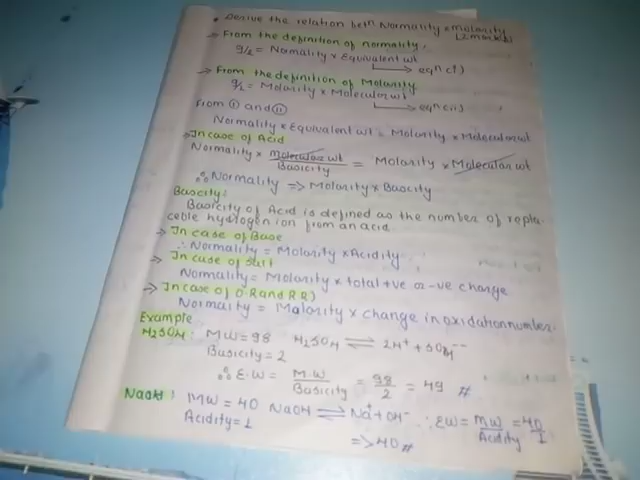 • Derive the relation betn Normality & molarity
[2 marks]
→ From the definition of normality,
g/L = Normality × Equivalent wt
→ eqn (i)
→ From the definition of Molarity
g/L = Molarity × Molecular wt
→ eqn (ii)
From ① and ⑪
Normality × Equivalent wt = Molarity × Molecular wt
→ In case of Acid
Normality × Molecular wt / Basicity = Molarity × Molecular wt
∴ Normality => Molarity × Bascity
Bascity:
Basicity of Acid is defined as the number of repla-
ceble hydrogen ion from an acid.
→ In case of Base
∴ Normality = Molarity × Acidity
→ In case of salt
Normality = Molarity × total +ve or -ve charge
→ In case of O.R and R.R)
Normality = Molarity × change in oxidation number.
Example
H2SO4: MW = 98 H2SO4 ⇌ 2H+ + SO4--
Basicity = 2
∴ E.W = M.W / Basicity = 98 / 2 = 49 #
NaOH: MW = 40 NaOH ⇌ Na+ + OH- ∴ EW = MW / Acidity = 40 / 1
Acidity = 1
=> 40 #